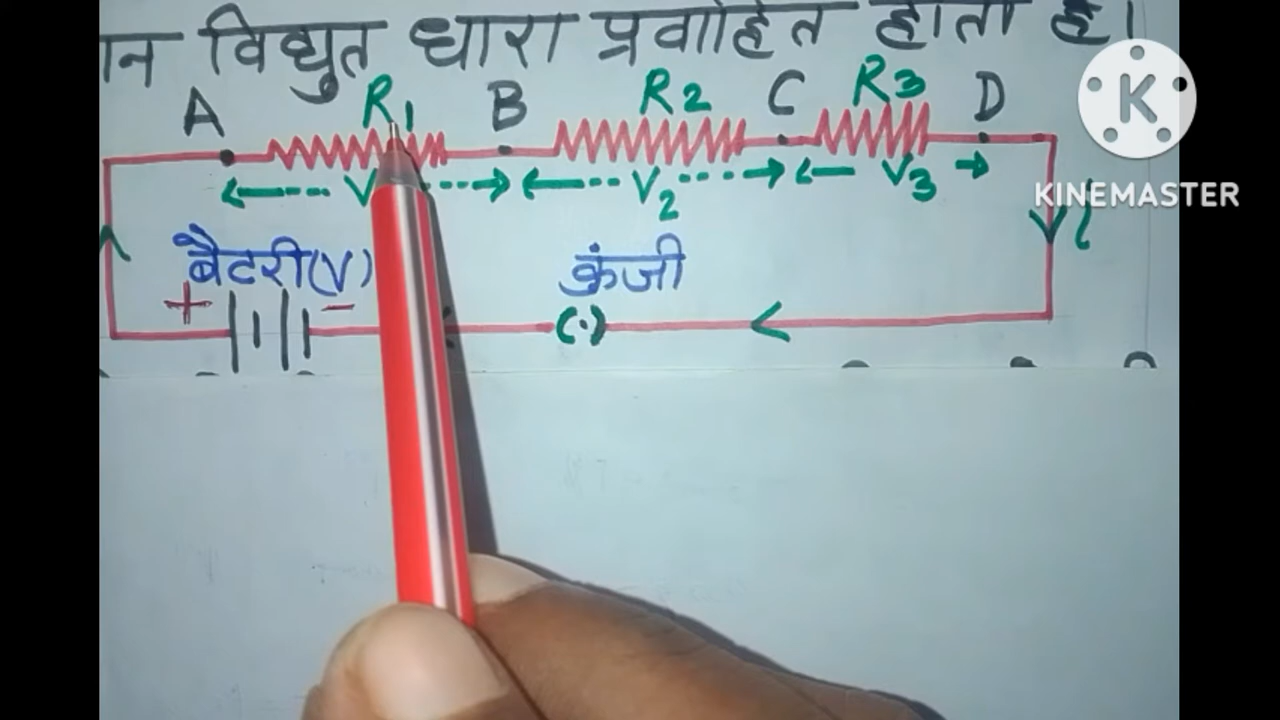 विद्युत धारा प्रवाहित होता है।
A R1 B R2 C R3 D
V V2 V3
I
बैटरी(V) कुंजी
+ -
(·)
K
KINEMASTER